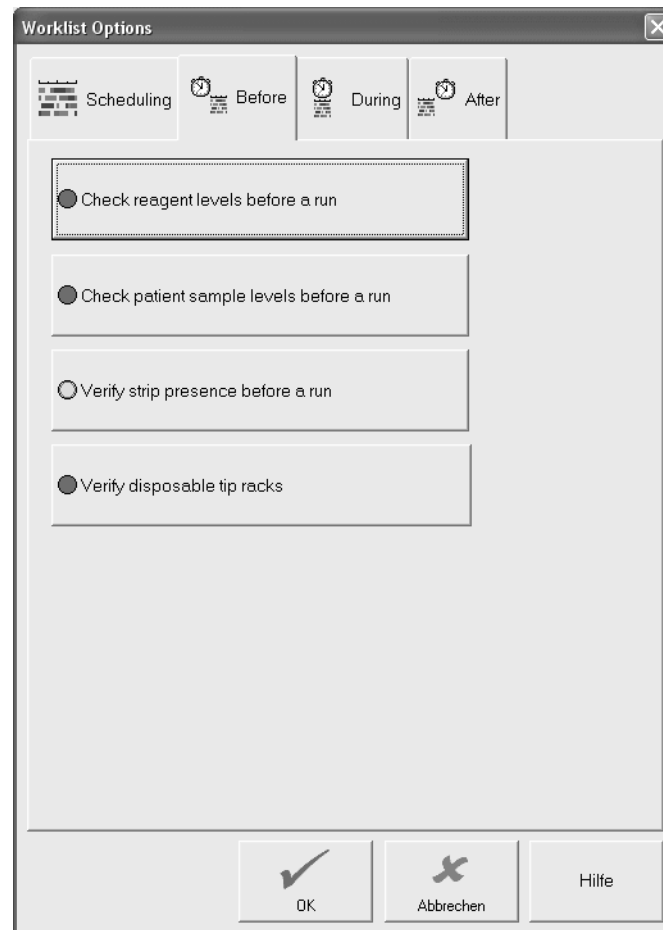 Worklist Options
Scheduling
Before
During
After
Check reagent levels before a run
Check patient sample levels before a run
Verify strip presence before a run
Verify disposable tip racks
OK
Abbrechen
Hilfe